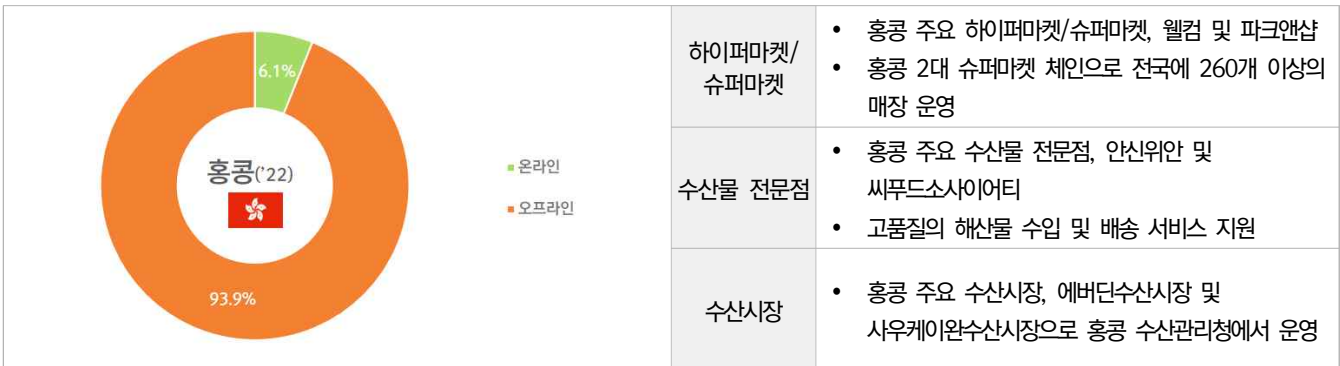 6.1%
홍콩('22)
93.9%
온라인
오프라인
하이퍼마켓/
슈퍼마켓
• 홍콩 주요 하이퍼마켓/슈퍼마켓, 웰컴 및 파크앤샵
• 홍콩 2대 슈퍼마켓 체인으로 전국에 260개 이상의
매장 운영
수산물 전문점
• 홍콩 주요 수산물 전문점, 안신위안 및
씨푸드소사이어티
• 고품질의 해산물 수입 및 배송 서비스 지원
수산시장
• 홍콩 주요 수산시장, 에버딘수산시장 및
사우케이완수산시장으로 홍콩 수산관리청에서 운영